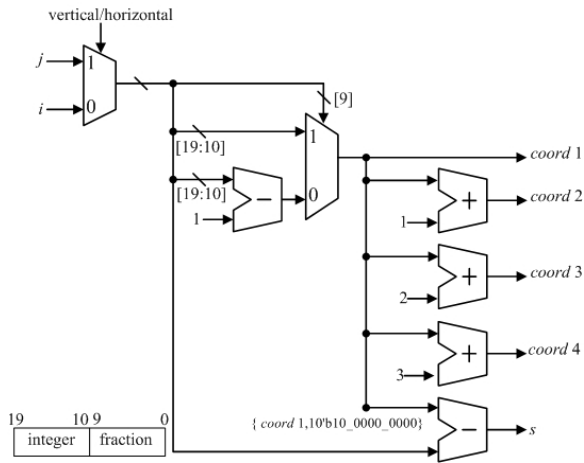 vertical/horizontal
j
1
i
0
[9]
[19:10]
1
[19:10]
1
−
0
coord 1
coord 2
1
+
coord 3
2
+
coord 4
3
+
{ coord 1,10'b10_0000_0000}
−
s
19 10 9 0
integer fraction